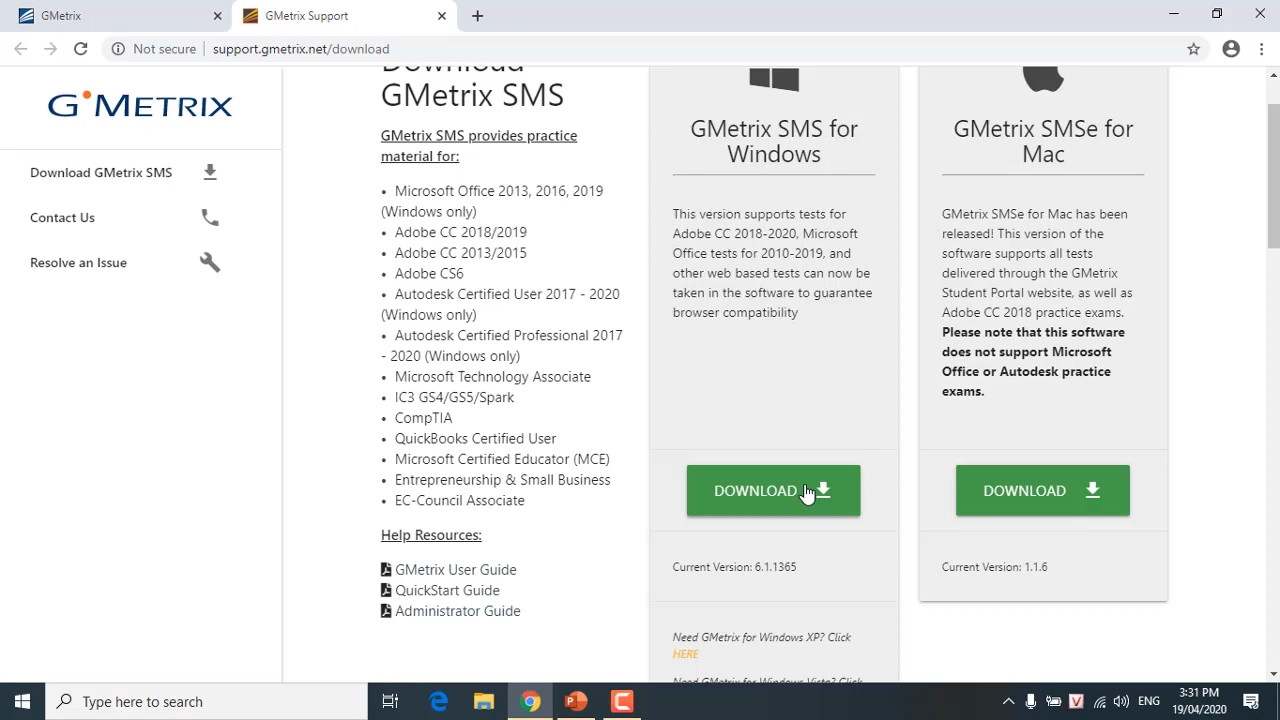 GMetrix
GMetrix Support
Not secure
support.gmetrix.net/download
GMETRIX
Download GMetrix SMS
Contact Us
Resolve an Issue
Download
GMetrix SMS
GMetrix SMS provides practice
material for:
• Microsoft Office 2013, 2016, 2019
(Windows only)
• Adobe CC 2018/2019
• Adobe CC 2013/2015
• Adobe CS6
• Autodesk Certified User 2017 - 2020
(Windows only)
• Autodesk Certified Professional 2017
- 2020 (Windows only)
• Microsoft Technology Associate
• IC3 GS4/GS5/Spark
• CompTIA
• QuickBooks Certified User
• Microsoft Certified Educator (MCE)
• Entrepreneurship & Small Business
• EC-Council Associate
Help Resources:
GMetrix User Guide
QuickStart Guide
Administrator Guide
GMetrix SMS for
Windows
This version supports tests for
Adobe CC 2018-2020, Microsoft
Office tests for 2010-2019, and
other web based tests can now be
taken in the software to guarantee
browser compatibility
DOWNLOAD
Current Version: 6.1.1365
Need GMetrix for Windows XP? Click
HERE
Need GMetrix for Windows Vista? Click
GMetrix SMSe for
Mac
GMetrix SMSe for Mac has been
released! This version of the
software supports all tests
delivered through the GMetrix
Student Portal website, as well as
Adobe CC 2018 practice exams.
Please note that this software
does not support Microsoft
Office or Autodesk practice
exams.
DOWNLOAD
Current Version: 1.1.6
Type here to search
V
ENG
3:31 PM
19/04/2020